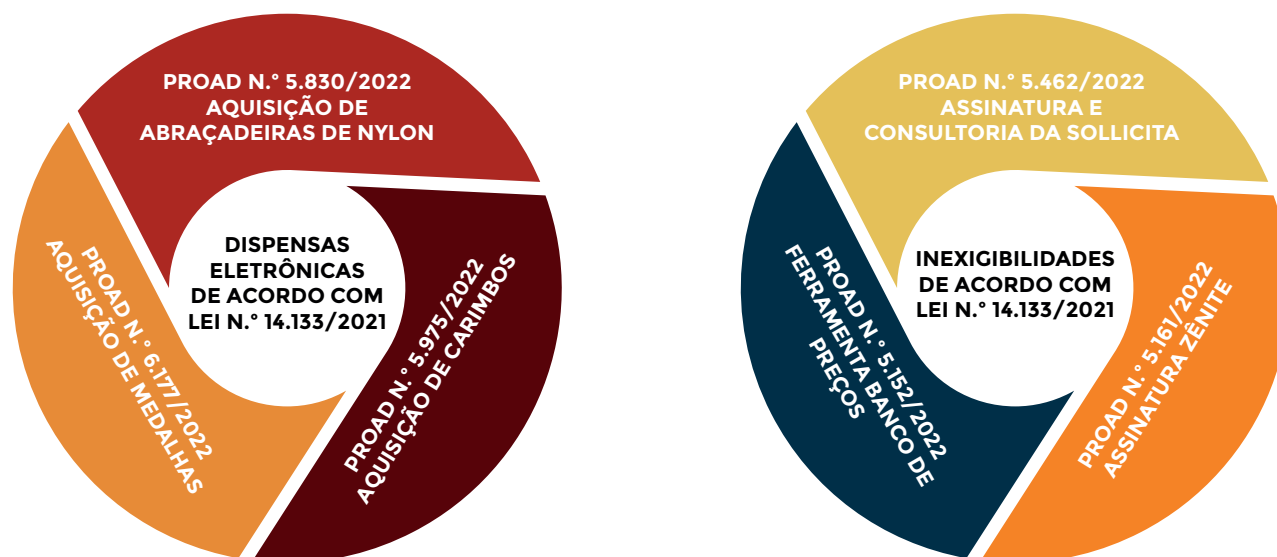 PROAD N.° 5.830/2022
AQUISIÇÃO DE
ABRAÇADEIRAS DE NYLON
PROAD N.° 5.975/2022
AQUISIÇÃO DE CARIMBOS
PROAD N.° 6.177/2022
AQUISIÇÃO DE MEDALHAS
DISPENSAS
ELETRÔNICAS
DE ACORDO COM
LEI N.° 14.133/2021
PROAD N.° 5.462/2022
ASSINATURA E
CONSULTORIA DA SOLLICITA
PROAD N.° 5.161/2022
ASSINATURA ZÊNITE
PROAD N.° 5.152/2022
FERRAMENTA BANCO DE
PREÇOS
INEXIGIBILIDADES
DE ACORDO COM
LEI N.° 14.133/2021